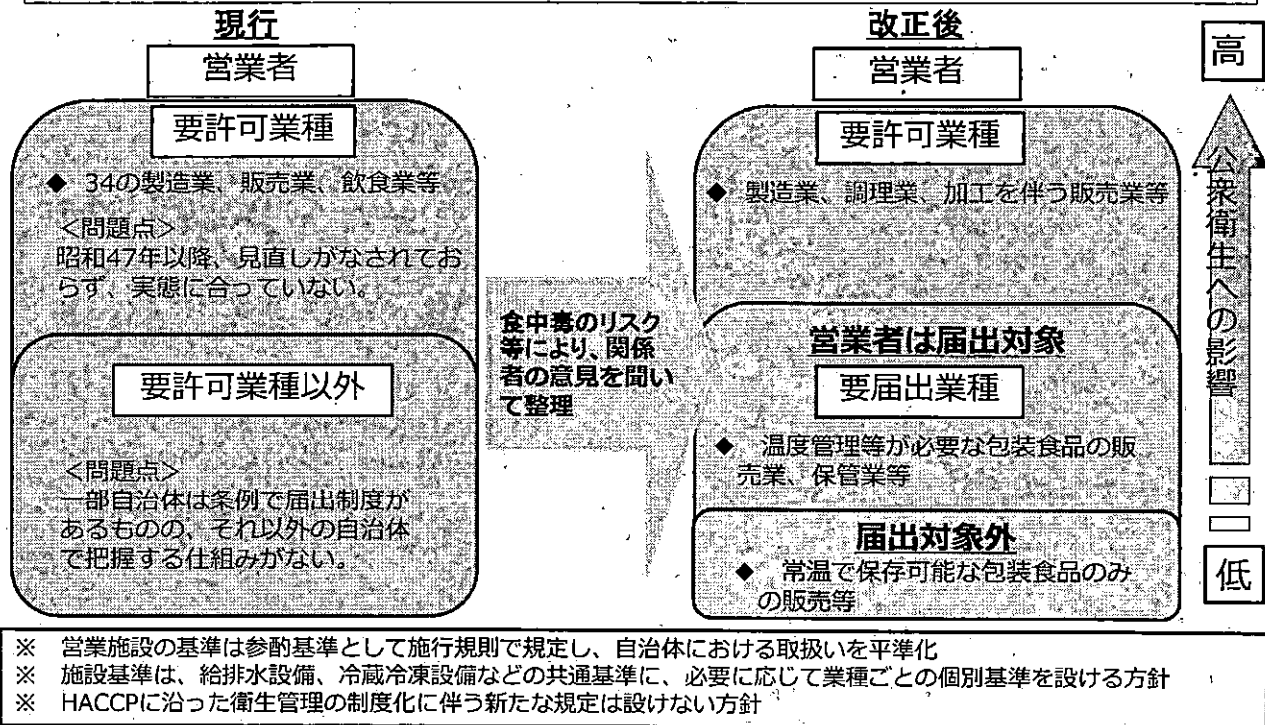 現行
営業者
要許可業種
◆ 34の製造業、販売業、飲食業等
<問題点>
昭和47年以降、見直しがなされてお
らず、実態に合っていない。
要許可業種以外
<問題点>
一部自治体は条例で届出制度が
あるものの、それ以外の自治体
で把握する仕組みがない。
食中毒のリスク
等により、関係
者の意見を聞い
て整理
改正後
営業者
要許可業種
◆ 製造業、調理業、加工を伴う販売業等
営業者は届出対象
要届出業種
◆ 温度管理等が必要な包装食品の販
売業、保管業等
届出対象外
◆ 常温で保存可能な包装食品のみ
の販売等
高
公衆衛生への影響
低
※ 営業施設の基準は参酌基準として施行規則で規定し、自治体における取扱いを平準化
※ 施設基準は、給排水設備、冷蔵冷凍設備などの共通基準に、必要に応じて業種ごとの個別基準を設ける方針
※ HACCPに沿った衛生管理の制度化に伴う新たな規定は設けない方針